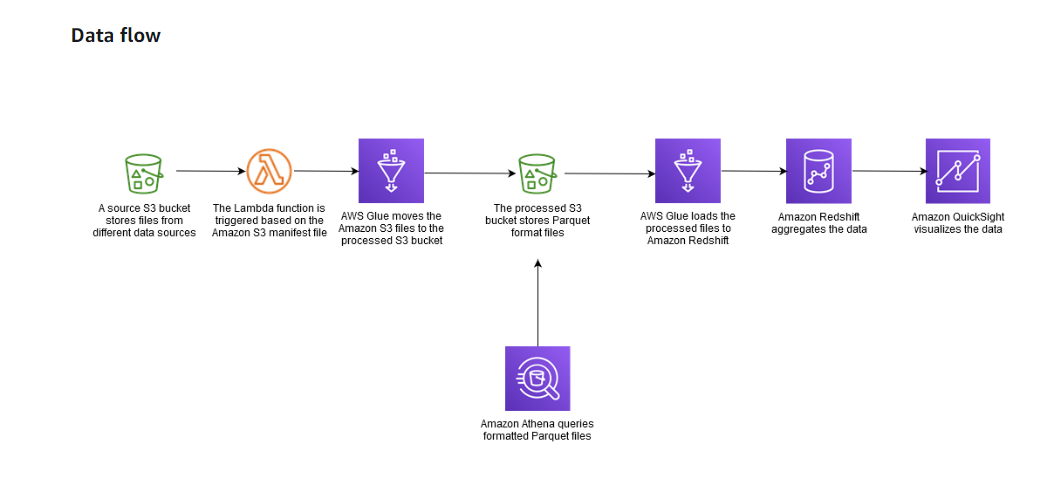 Data flow
A source S3 bucket
stores files from
different data sources
The Lambda function is
triggered based on the
Amazon S3 manifest file
AWS Glue moves the
Amazon S3 files to the
processed S3 bucket
The processed S3
bucket stores Parquet
format files
AWS Glue loads the
processed files to
Amazon Redshift
Amazon Redshift
aggregates the data
Amazon QuickSight
visualizes the data
Amazon Athena queries
formatted Parquet files